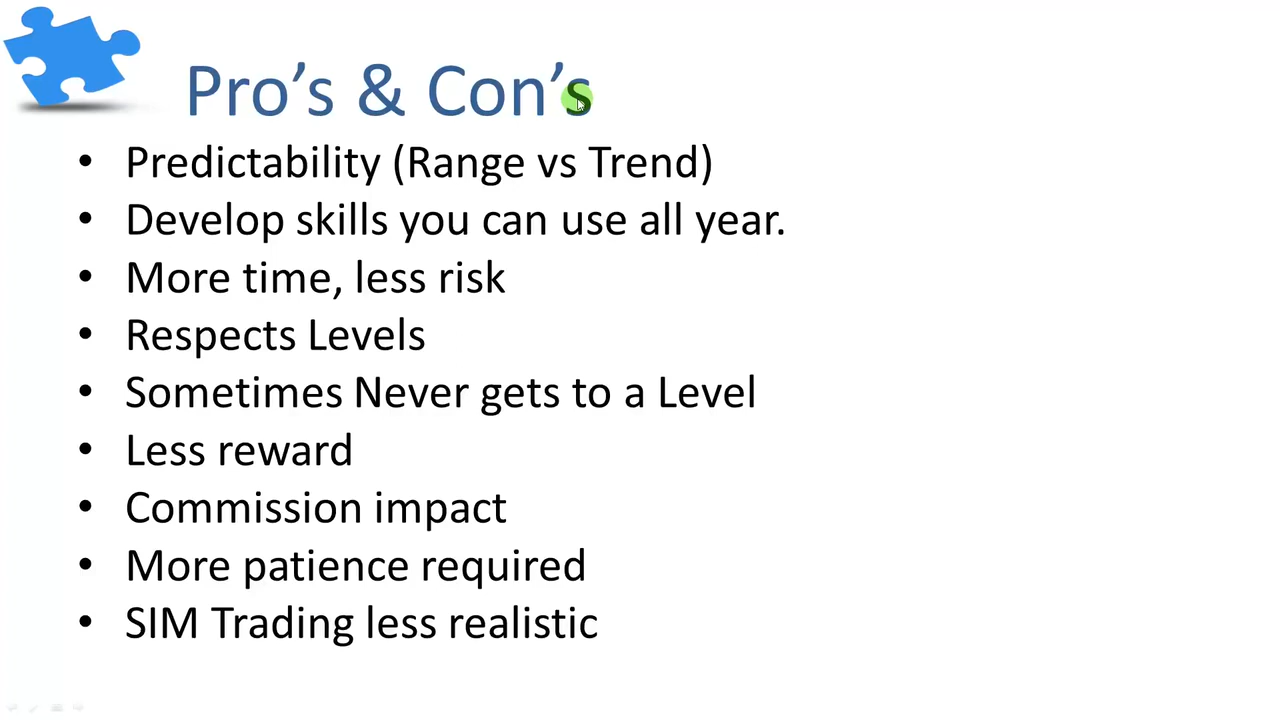 Pro’s & Con’s
• Predictability (Range vs Trend)
• Develop skills you can use all year.
• More time, less risk
• Respects Levels
• Sometimes Never gets to a Level
• Less reward
• Commission impact
• More patience required
• SIM Trading less realistic